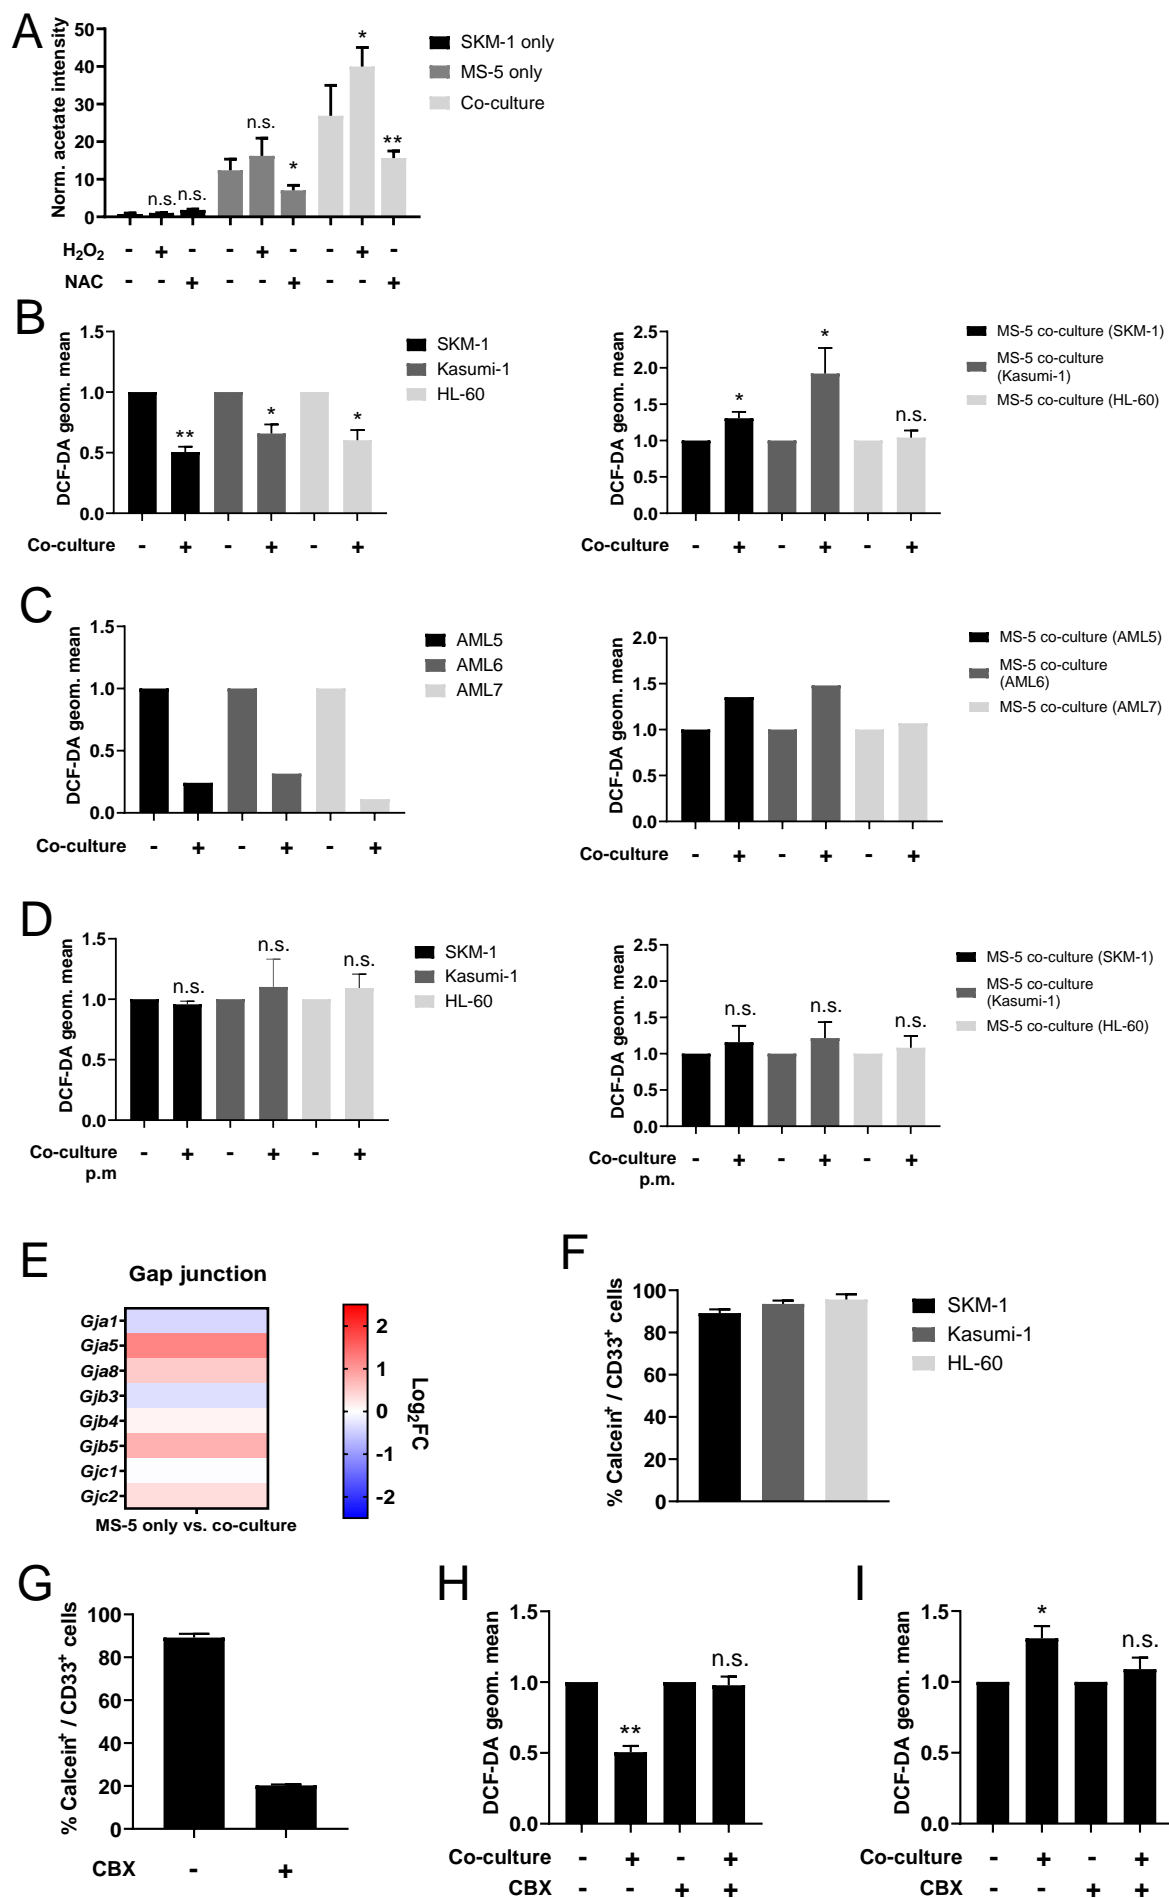 A
Norm. acetate intensity
50
40
30
20
10
0
n.s.
n.s.
n.s.
*
*
**
SKM-1 only
MS-5 only
Co-culture
H₂O₂ - + - - + - - + -
NAC - - + - - + - - +
B
DCF-DA geom. mean
1.5
1.0
0.5
0.0
**
*
*
SKM-1
Kasumi-1
HL-60
Co-culture - + - + - +
DCF-DA geom. mean
2.5
2.0
1.5
1.0
0.5
0.0
*
*
n.s.
MS-5 co-culture (SKM-1)
MS-5 co-culture
(Kasumi-1)
MS-5 co-culture (HL-60)
Co-culture - + - + - +
C
DCF-DA geom. mean
1.5
1.0
0.5
0.0
AML5
AML6
AML7
Co-culture - + - + - +
DCF-DA geom. mean
2.0
1.5
1.0
0.5
0.0
MS-5 co-culture (AML5)
MS-5 co-culture
(AML6)
MS-5 co-culture (AML7)
Co-culture - + - + - +
D
DCF-DA geom. mean
1.5
1.0
0.5
0.0
n.s.
n.s.
n.s.
SKM-1
Kasumi-1
HL-60
Co-culture - + - + - +
p.m
DCF-DA geom. mean
2.5
2.0
1.5
1.0
0.5
0.0
n.s.
n.s.
n.s.
MS-5 co-culture (SKM-1)
MS-5 co-culture
(Kasumi-1)
MS-5 co-culture (HL-60)
Co-culture - + - + - +
p.m.
E
Gap junction
Gja1
Gja5
Gja8
Gjb3
Gjb4
Gjb5
Gjc1
Gjc2
MS-5 only vs. co-culture
2
1
0
-1
-2
Log₂FC
F
% Calcein⁺ / CD33⁺ cells
100
80
60
40
20
0
SKM-1
Kasumi-1
HL-60
G
% Calcein⁺ / CD33⁺ cells
100
80
60
40
20
0
CBX - +
H
DCF-DA geom. mean
1.5
1.0
0.5
0.0
**
n.s.
Co-culture - + - +
CBX - - + +
I
DCF-DA geom. mean
1.5
1.0
0.5
0.0
*
n.s.
Co-culture - + - +
CBX - - + +